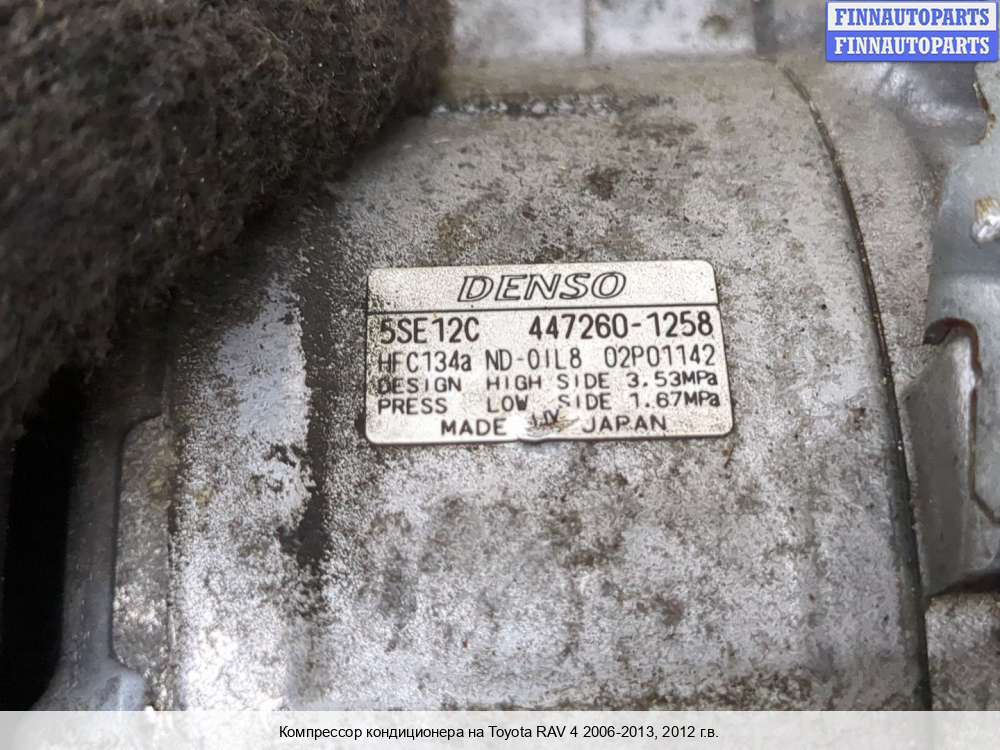 FINNAUTOPARTS
FINNAUTOPARTS
DENSO
5SE12C 447260-1258
HFC134a ND-OIL8 02P01142
DESIGN HIGH SIDE 3.53MPa
PRESS LOW SIDE 1.67MPa
MADE IN JAPAN
Компрессор кондиционера на Toyota RAV 4 2006-2013, 2012 г.в.